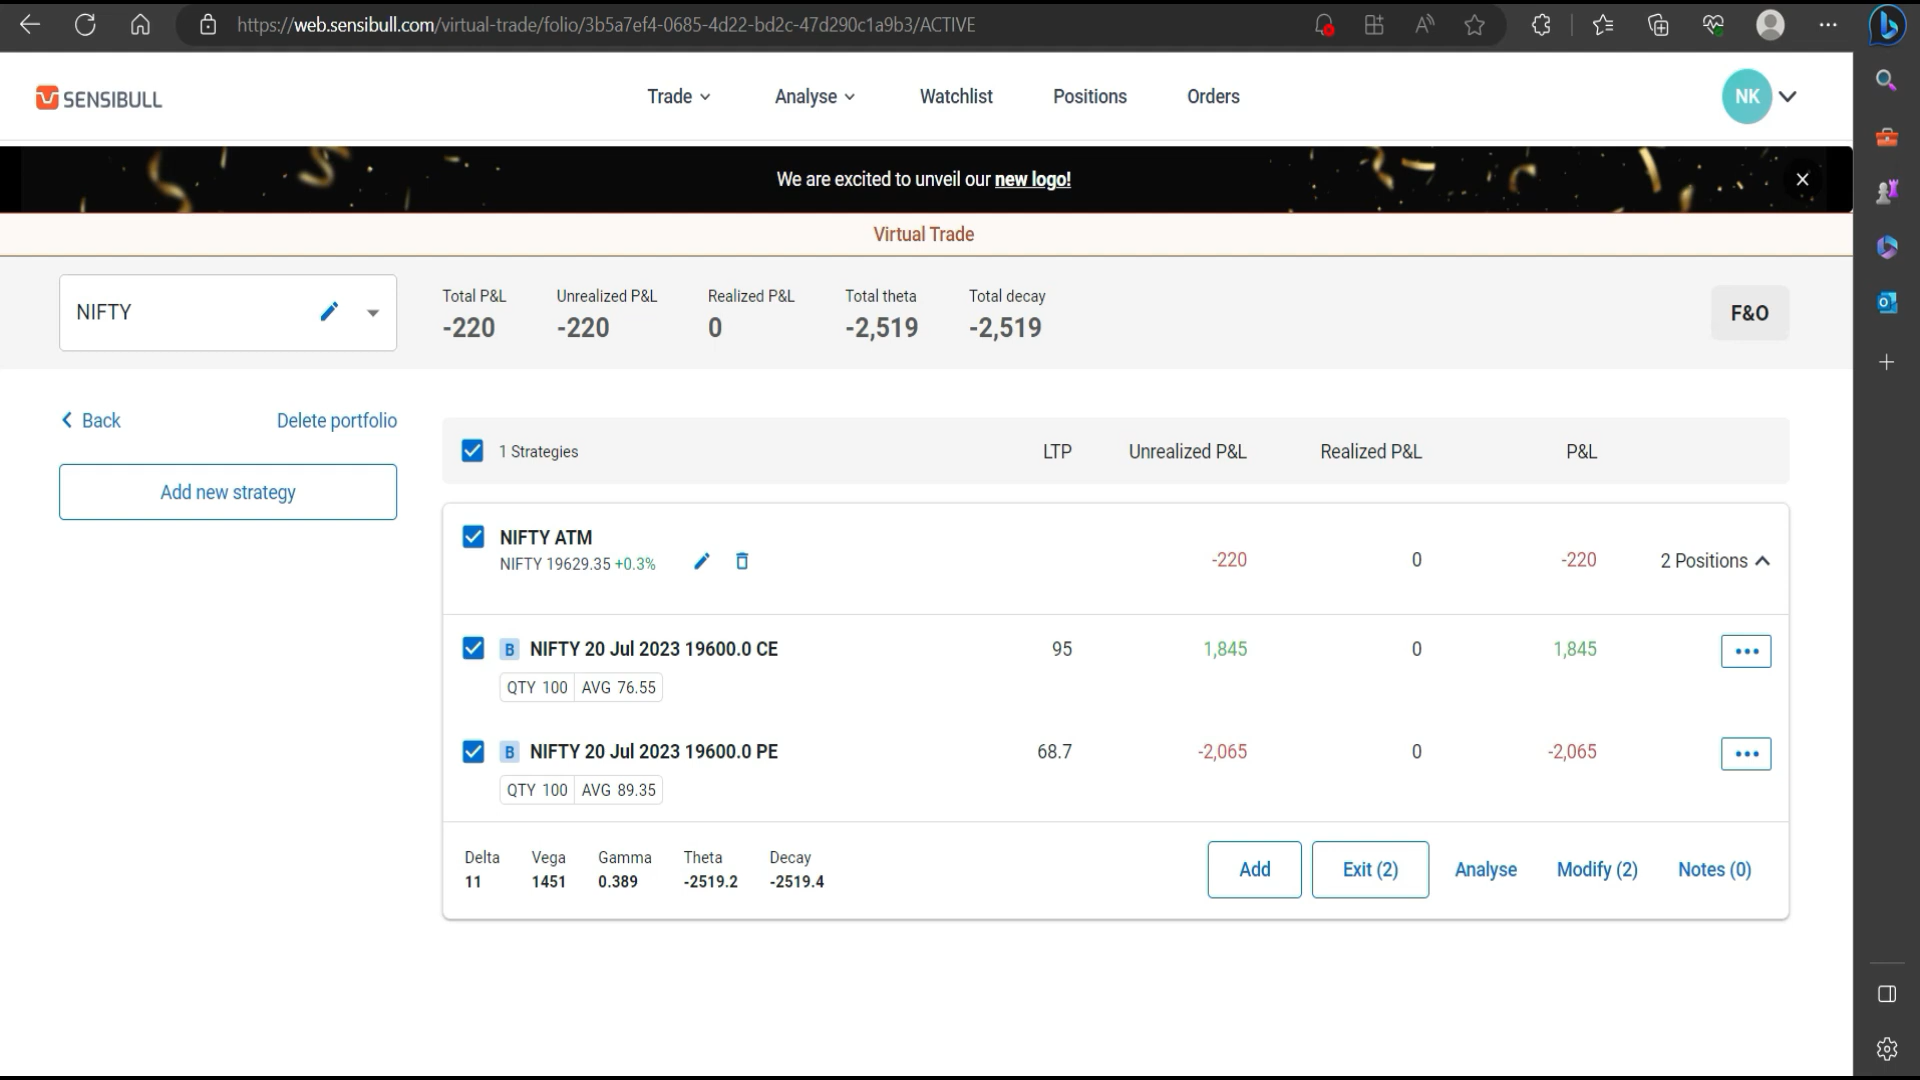 https://web.sensibull.com/virtual-trade/folio/3b5a7ef4-0685-4d22-bd2c-47d290c1a9b3/ACTIVE
SENSIBULL
Trade Analyse Watchlist Positions Orders NK
We are excited to unveil our new logo!
Virtual Trade
NIFTY
Total P&L Unrealized P&L Realized P&L Total theta Total decay
-220 -220 0 -2,519 -2,519
F&O
Back Delete portfolio
Add new strategy
1 Strategies LTP Unrealized P&L Realized P&L P&L
NIFTY ATM
NIFTY 19629.35 +0.3%
-220 0 -220 2 Positions
B NIFTY 20 Jul 2023 19600.0 CE 95 1,845 0 1,845
QTY 100 AVG 76.55
B NIFTY 20 Jul 2023 19600.0 PE 68.7 -2,065 0 -2,065
QTY 100 AVG 89.35
Delta Vega Gamma Theta Decay
11 1451 0.389 -2519.2 -2519.4
Add Exit (2) Analyse Modify (2) Notes (0)